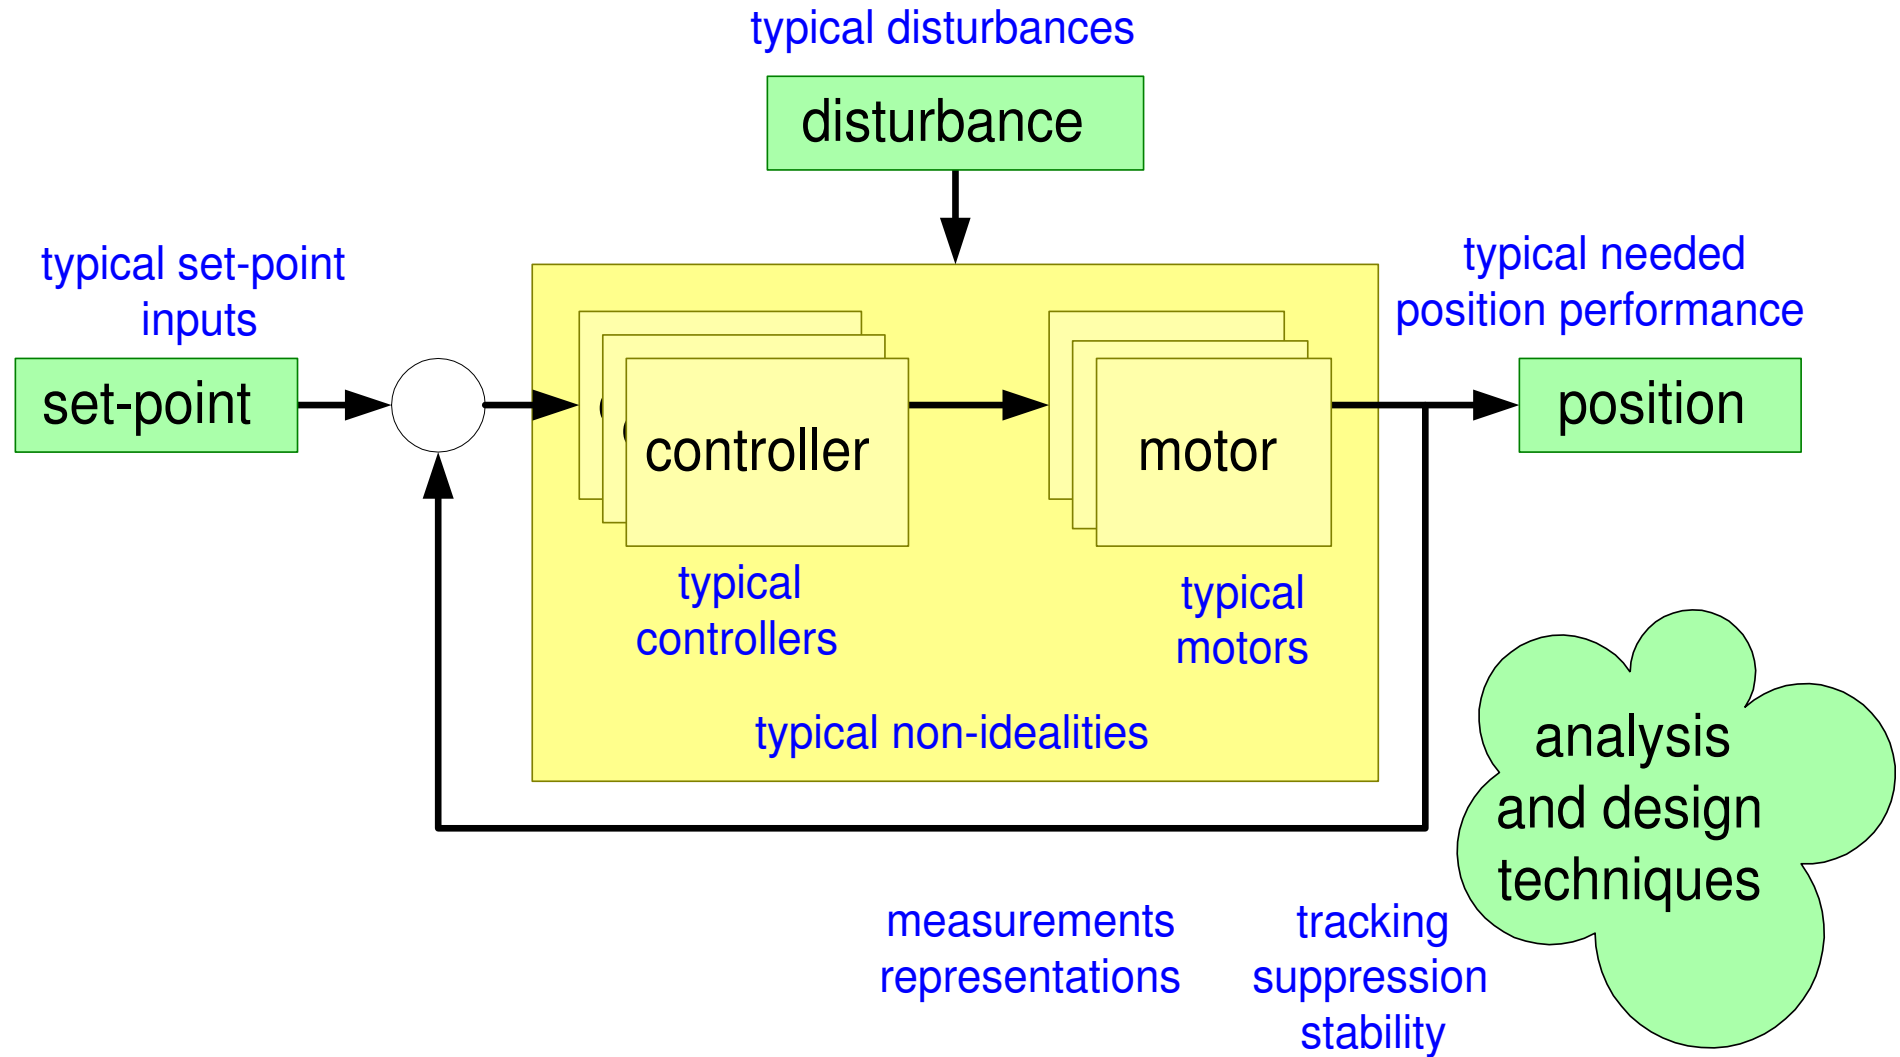 typical disturbances
disturbance
typical set-point
inputs
typical needed
position performance
set-point
controller
motor
position
typical
controllers
typical
motors
typical non-idealities
analysis
and design
techniques
measurements
representations
tracking
suppression
stability